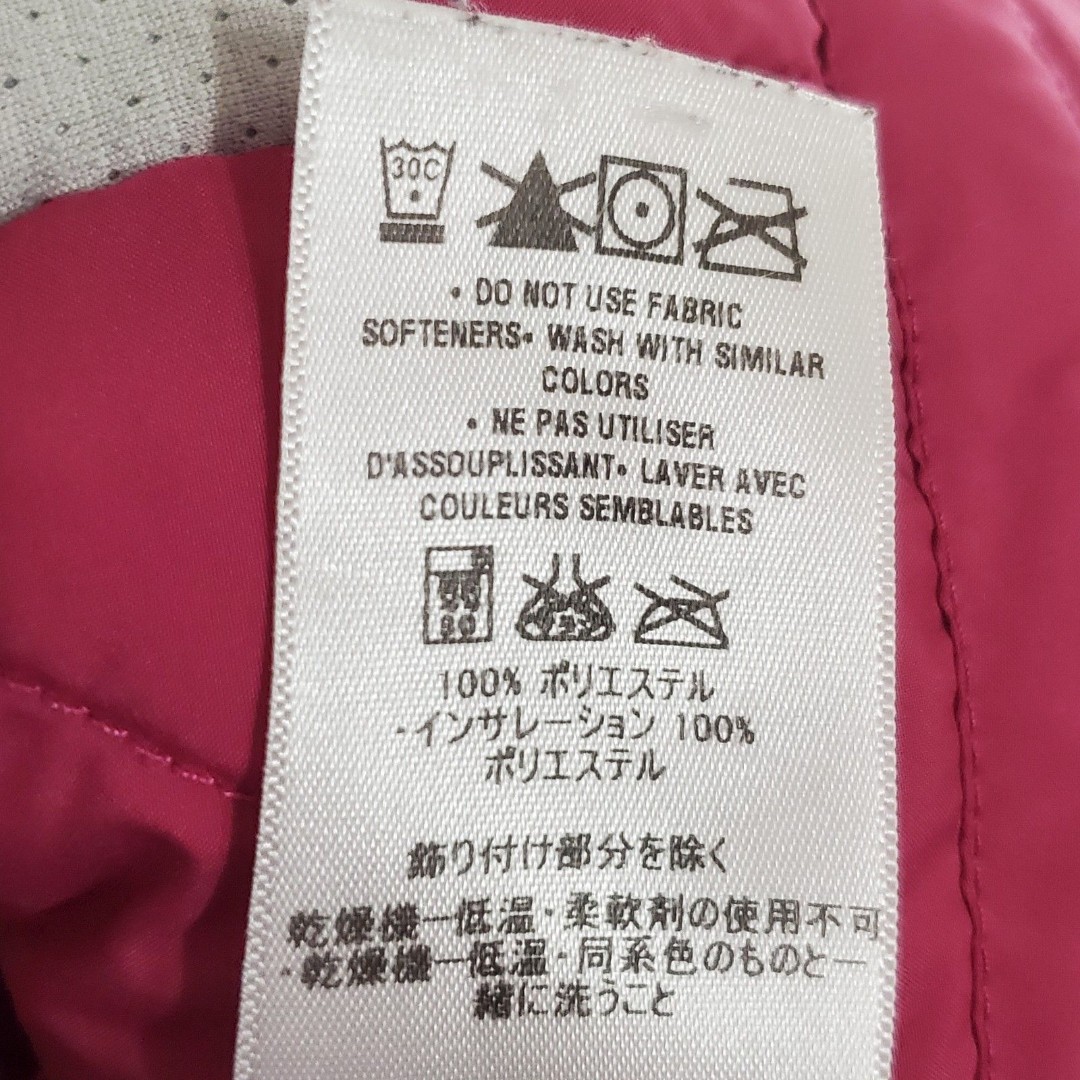 30C
• DO NOT USE FABRIC
SOFTENERS• WASH WITH SIMILAR
COLORS
• NE PAS UTILISER
D'ASSOUPLISSANT• LAVER AVEC
COULEURS SEMBLABLES
100% ポリエステル
・インサレーション 100%
ポリエステル
飾り付け部分を除く
乾燥機ー低温・柔軟剤の使用不可
・乾燥機ー低温・同系色のものと一
緒に洗うこと